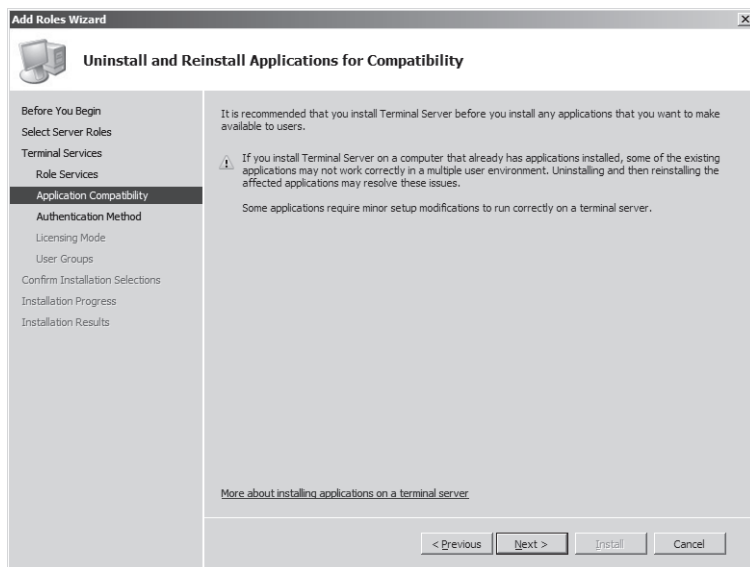 Add Roles Wizard
X
Uninstall and Reinstall Applications for Compatibility
Before You Begin
Select Server Roles
Terminal Services
Role Services
Application Compatibility
Authentication Method
Licensing Mode
User Groups
Confirm Installation Selections
Installation Progress
Installation Results
It is recommended that you install Terminal Server before you install any applications that you want to make
available to users.
If you install Terminal Server on a computer that already has applications installed, some of the existing
applications may not work correctly in a multiple user environment. Uninstalling and then reinstalling the
affected applications may resolve these issues.
Some applications require minor setup modifications to run correctly on a terminal server.
More about installing applications on a terminal server
< Previous
Next >
Install
Cancel